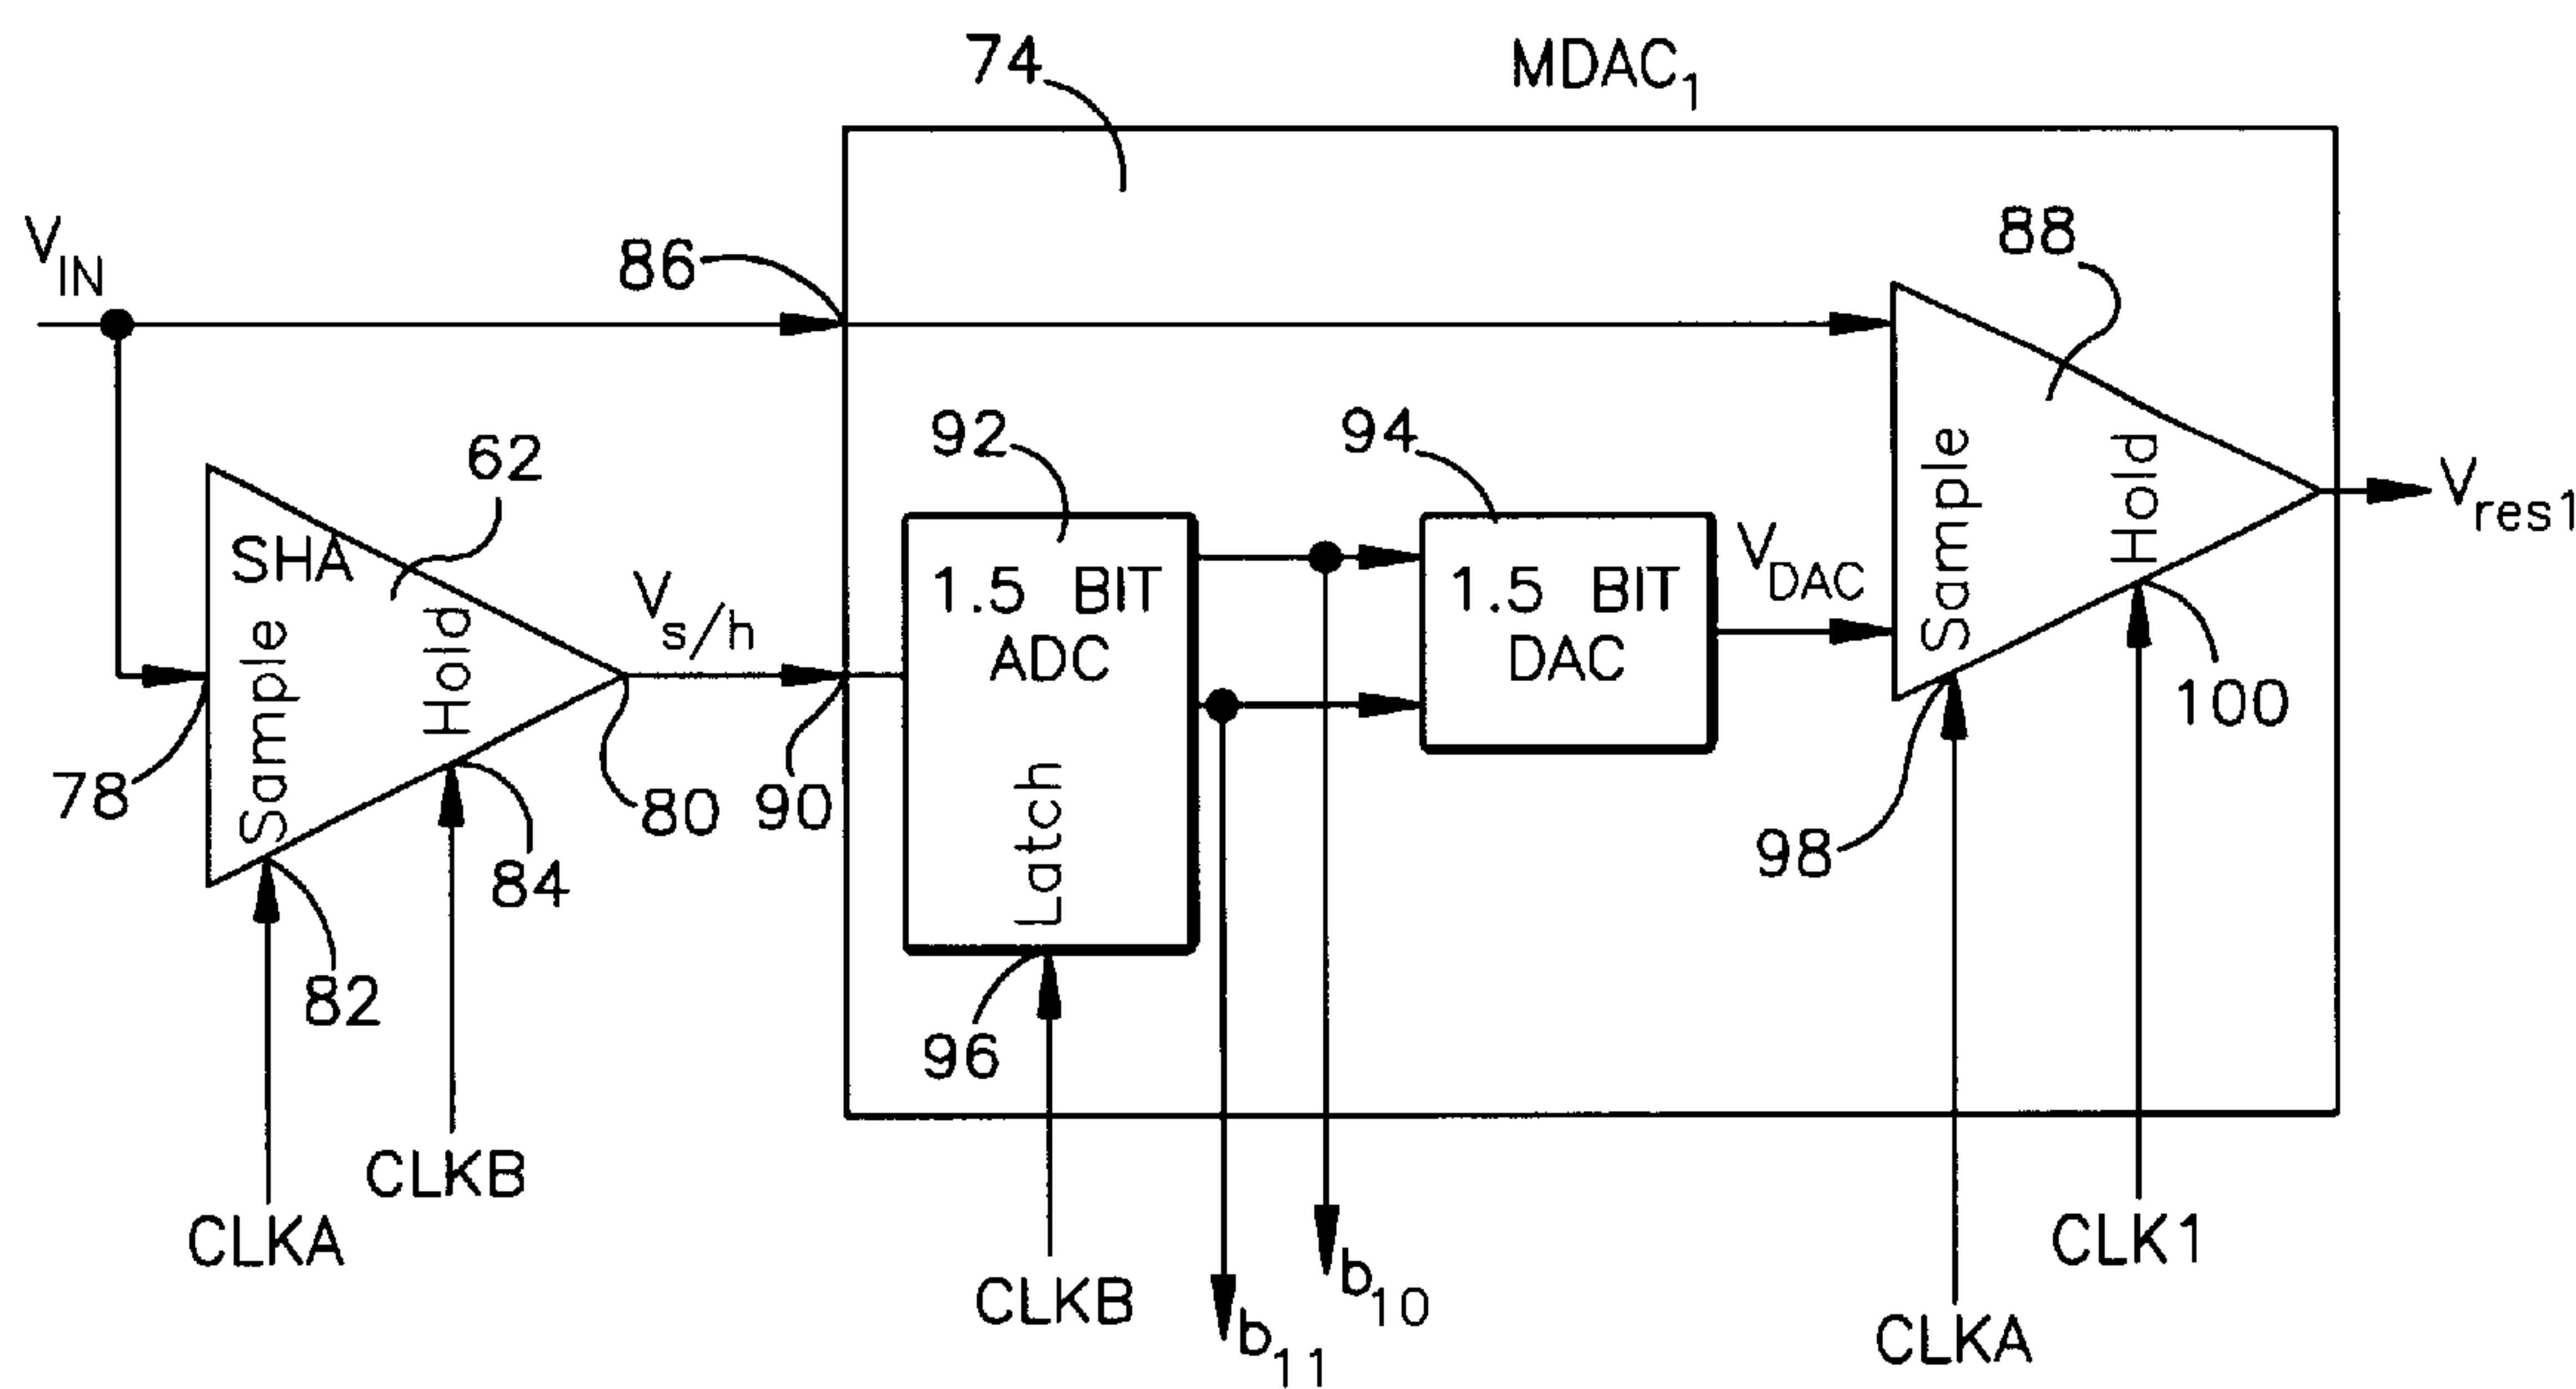 74
MDAC1
VIN
86
88
62
SHA
Sample
Hold
Vs/h
92
94
1.5 BIT
ADC
Latch
1.5 BIT
DAC
VDAC
Sample
Hold
Vres1
78
80
90
82
84
96
98
100
CLKA
CLKB
CLKB
b11
b10
CLKA
CLK1